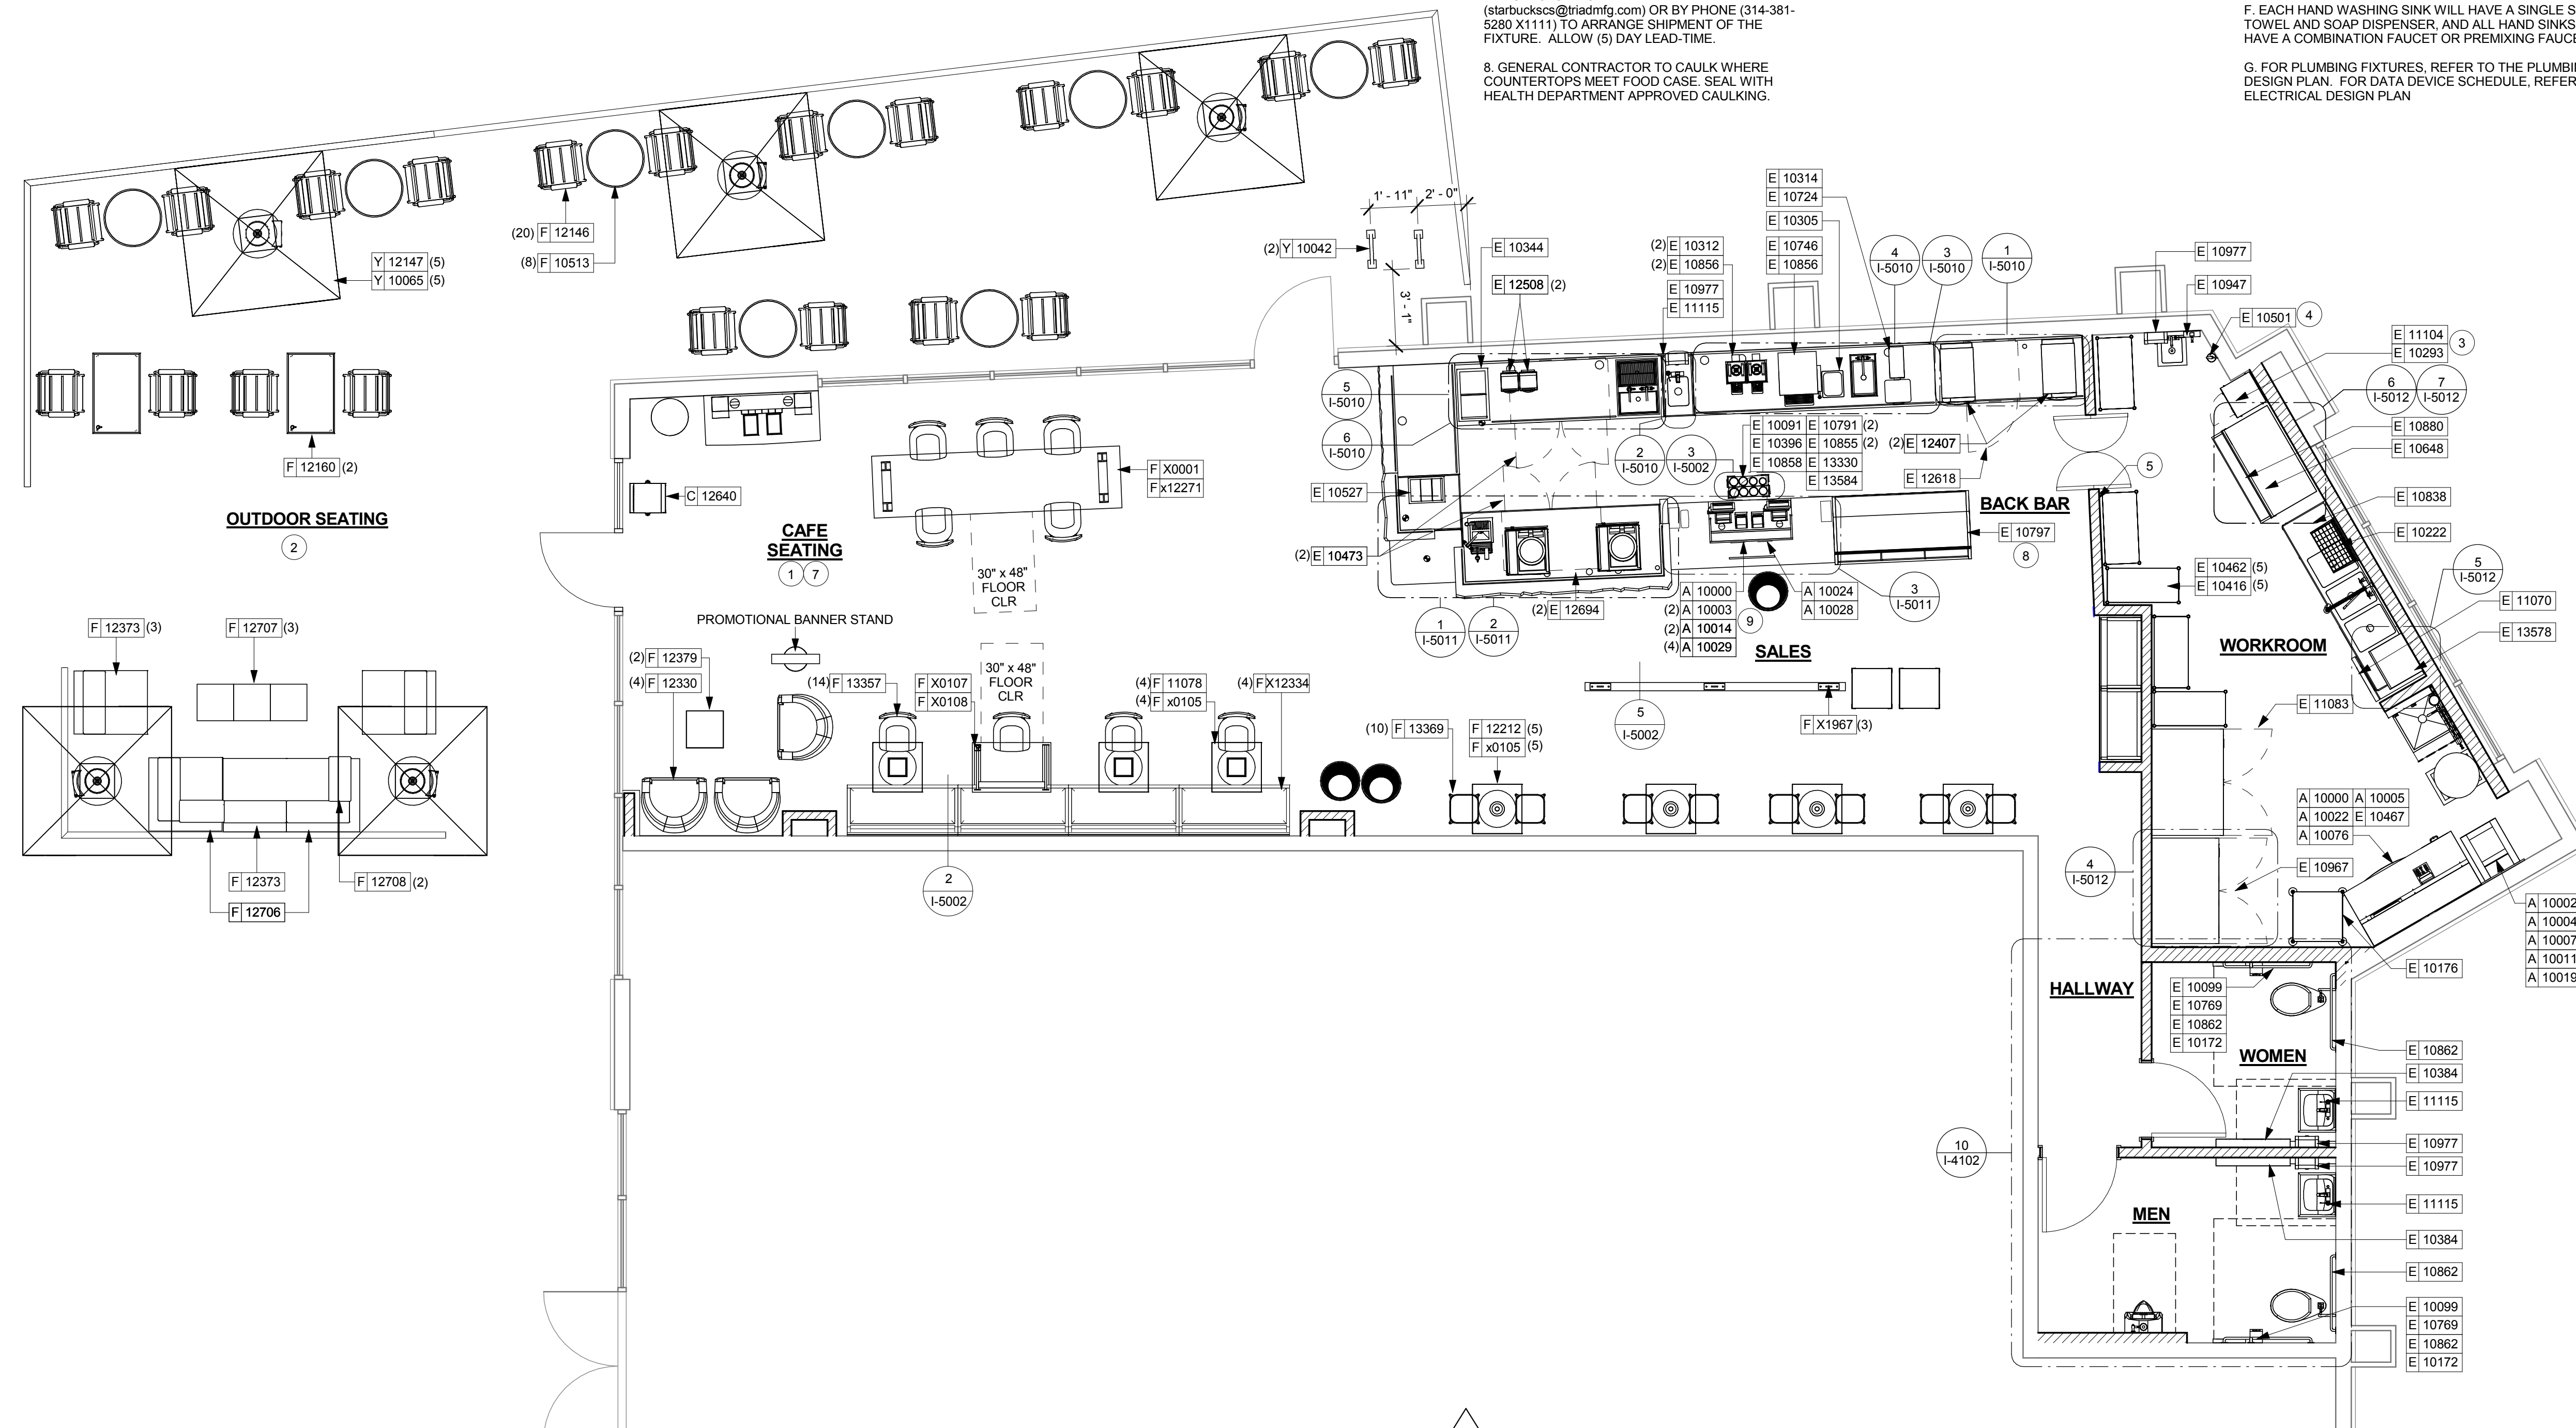 (starbuckscs@triadmfg.com) OR BY PHONE (314-381-
5280 X1111) TO ARRANGE SHIPMENT OF THE
FIXTURE. ALLOW (5) DAY LEAD-TIME.
8. GENERAL CONTRACTOR TO CAULK WHERE
COUNTERTOPS MEET FOOD CASE. SEAL WITH
HEALTH DEPARTMENT APPROVED CAULKING.
F. EACH HAND WASHING SINK WILL HAVE A SINGLE S
TOWEL AND SOAP DISPENSER, AND ALL HAND SINKS
HAVE A COMBINATION FAUCET OR PREMIXING FAUCE
G. FOR PLUMBING FIXTURES, REFER TO THE PLUMBI
DESIGN PLAN. FOR DATA DEVICE SCHEDULE, REFER
ELECTRICAL DESIGN PLAN
(20) F 12146
(8) F 10513
Y 12147 (5)
Y 10065 (5)
F 12160 (2)
OUTDOOR SEATING
2
F 12373 (3)
F 12707 (3)
F 12373
F 12708 (2)
F 12706
1' - 11"
2' - 0"
(2) Y 10042
3' - 1"
C 12640
CAFE
SEATING
1
7
F X0001
F x12271
30" x 48"
FLOOR
CLR
PROMOTIONAL BANNER STAND
(2) F 12379
(4) F 12330
(14) F 13357
F X0107
F X0108
30" x 48"
FLOOR
CLR
(4) F 11078
(4) F x0105
(4) F X12334
2
I-5002
E 10344
E 12508 (2)
(2) E 10312
(2) E 10856
E 10977
E 11115
E 10314
E 10724
E 10305
E 10746
E 10856
4
I-5010
3
I-5010
1
I-5010
5
I-5010
6
I-5010
2
I-5010
3
I-5002
E 10091 E 10791 (2)
E 10396 E 10855 (2)
E 10858 E 13330
E 13584
(2) E 12407
E 12618
E 10527
(2) E 10473
BACK BAR
E 10797
8
(2) E 12694
1
I-5011
2
I-5011
3
I-5011
A 10000
(2) A 10003
(2) A 10014
(4) A 10029
9
A 10024
A 10028
SALES
5
I-5002
F X1967 (3)
(10) F 13369
F 12212 (5)
F x0105 (5)
E 10977
E 10947
E 10501
4
E 11104
E 10293
3
6
I-5012
7
I-5012
E 10880
E 10648
5
E 10838
E 10222
E 10462 (5)
E 10416 (5)
5
I-5012
E 11070
E 13578
WORKROOM
E 11083
A 10000 A 10005
A 10022 E 10467
A 10076
4
I-5012
E 10967
A 10002
A 10004
A 10007
A 10011
A 10019
E 10176
HALLWAY
E 10099
E 10769
E 10862
E 10172
WOMEN
E 10862
E 10384
E 11115
E 10977
E 10977
10
I-4102
MEN
E 11115
E 10384
E 10862
E 10099
E 10769
E 10862
E 10172